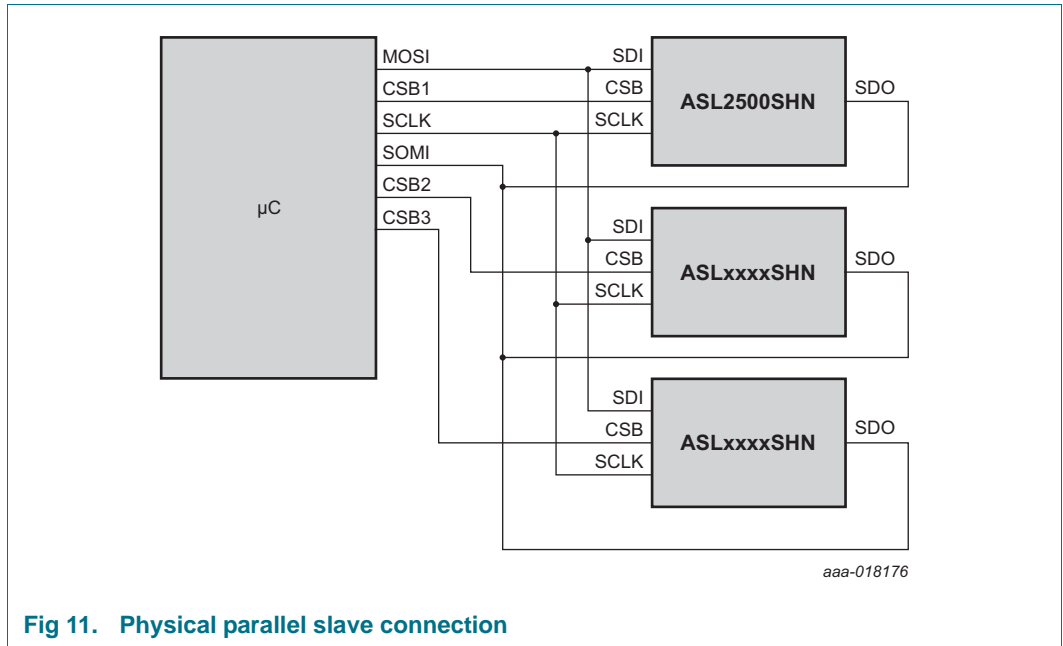 MOSI
CSB1
SCLK
SOMI
CSB2
CSB3
µC
SDI
CSB
SCLK
ASL2500SHN
SDO
SDI
CSB
SCLK
ASLxxxxSHN
SDO
SDI
CSB
SCLK
ASLxxxxSHN
SDO
aaa-018176
Fig 11. Physical parallel slave connection